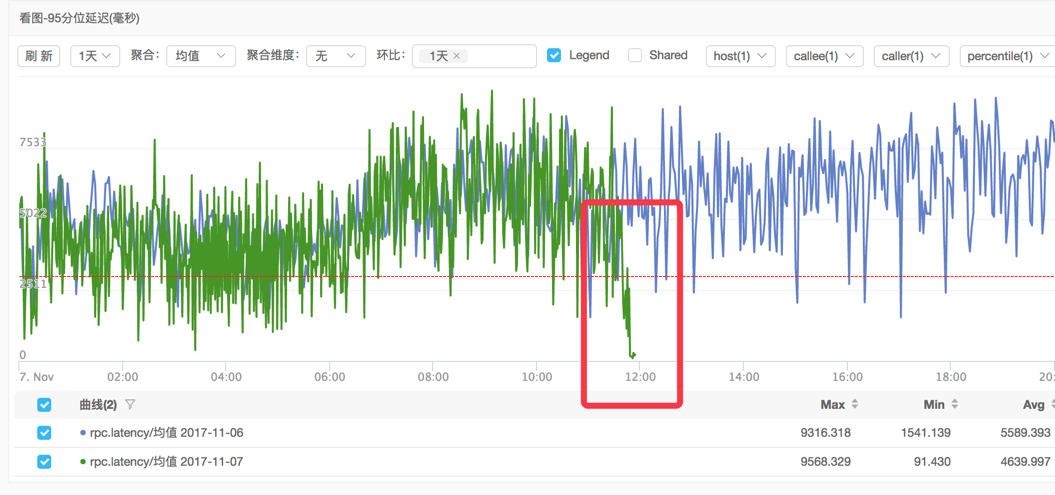 看图-95分位延迟(毫秒)
刷 新 1天 聚合: 均值 聚合维度: 无 环比: 1天 × Legend Shared host(1) callee(1) caller(1) percentile(1)
7533
5022
2511
0
7. Nov 02:00 04:00 06:00 08:00 10:00 12:00 14:00 16:00 18:00 20:
曲线(2) Max Min Avg
rpc.latency/均值 2017-11-06 9316.318 1541.139 5589.393
rpc.latency/均值 2017-11-07 9568.329 91.430 4639.997